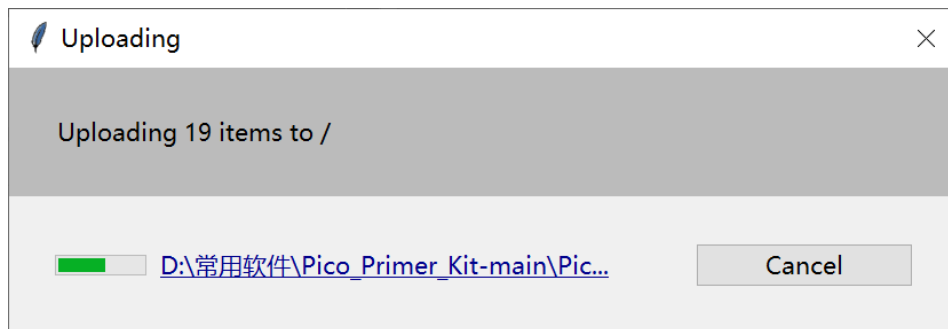 Uploading
Uploading 19 items to /
D:\常用软件\Pico_Primer_Kit-main\Pic...
Cancel